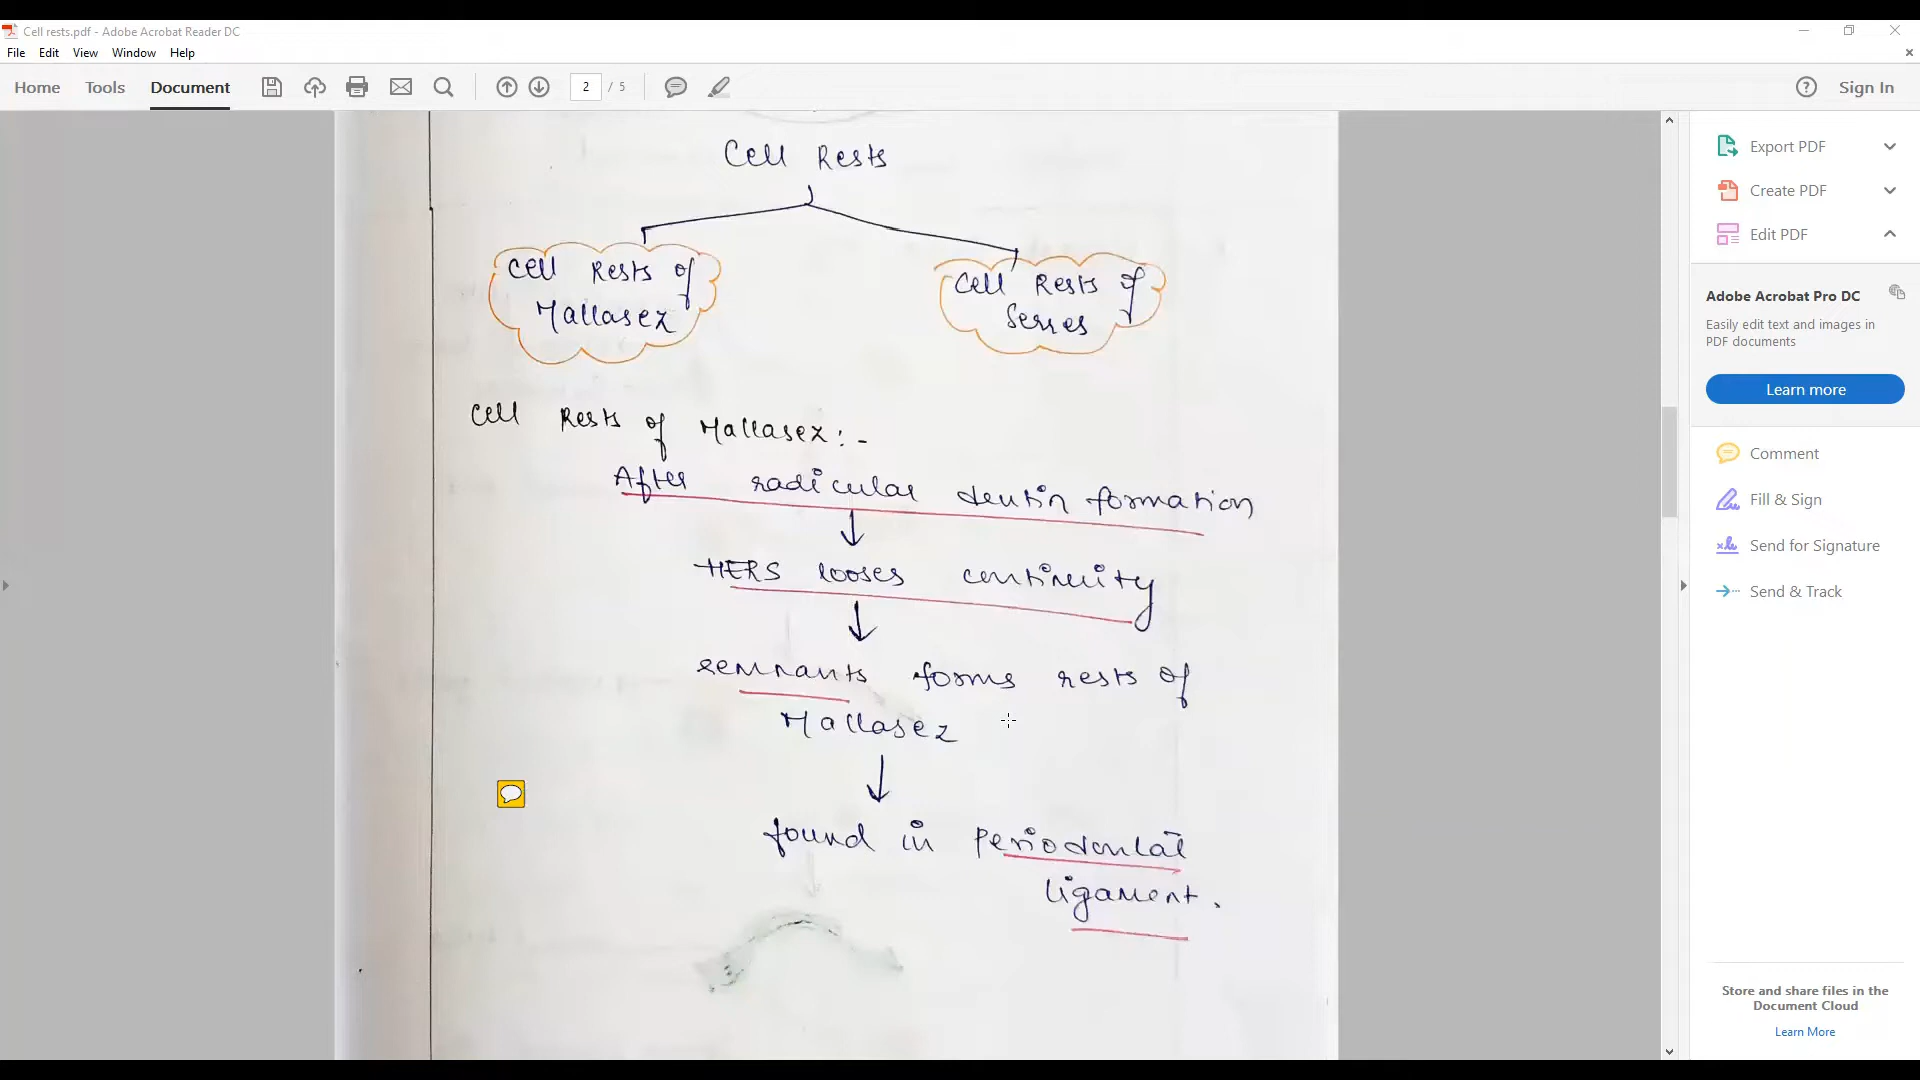 Cell rests.pdf - Adobe Acrobat Reader DC
File Edit View Window Help
Home Tools Document 2 / 5 Sign In
Cell Rests
Cell Rests of
Mallasez
Cell Rests of
Serres
Cell Rests of Mallasez :-
After radicular dentin formation
HERS looses continuity
remnants forms rests of
Mallasez
found in periodontal
ligament.
Export PDF
Create PDF
Edit PDF
Adobe Acrobat Pro DC
Easily edit text and images in
PDF documents
Learn more
Comment
Fill & Sign
Send for Signature
Send & Track
Store and share files in the
Document Cloud
Learn More